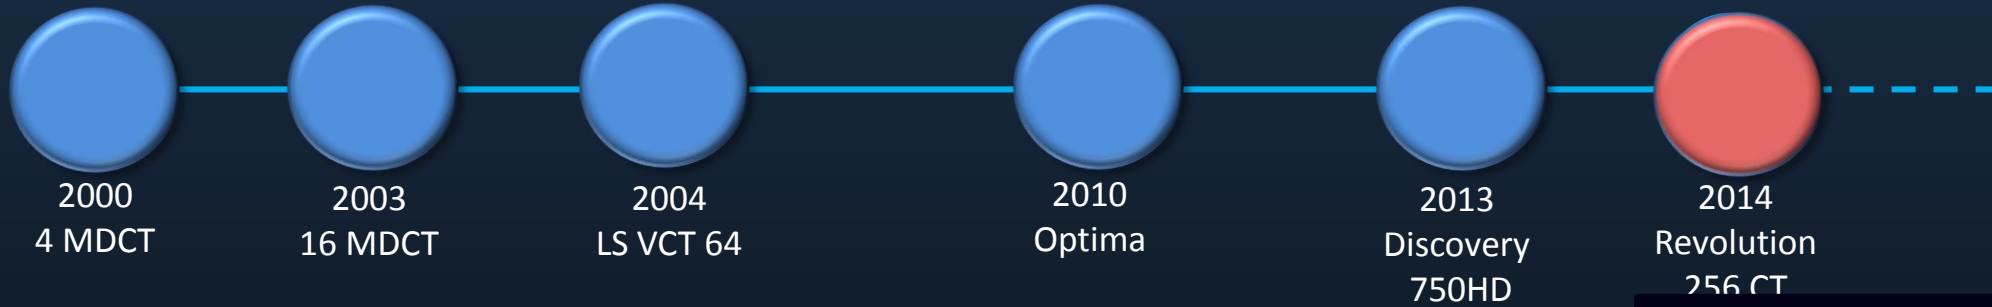 2000
4 MDCT
2003
16 MDCT
2004
LS VCT 64
2010
Optima
2013
Discovery
750HD
2014
Revolution
256 CT